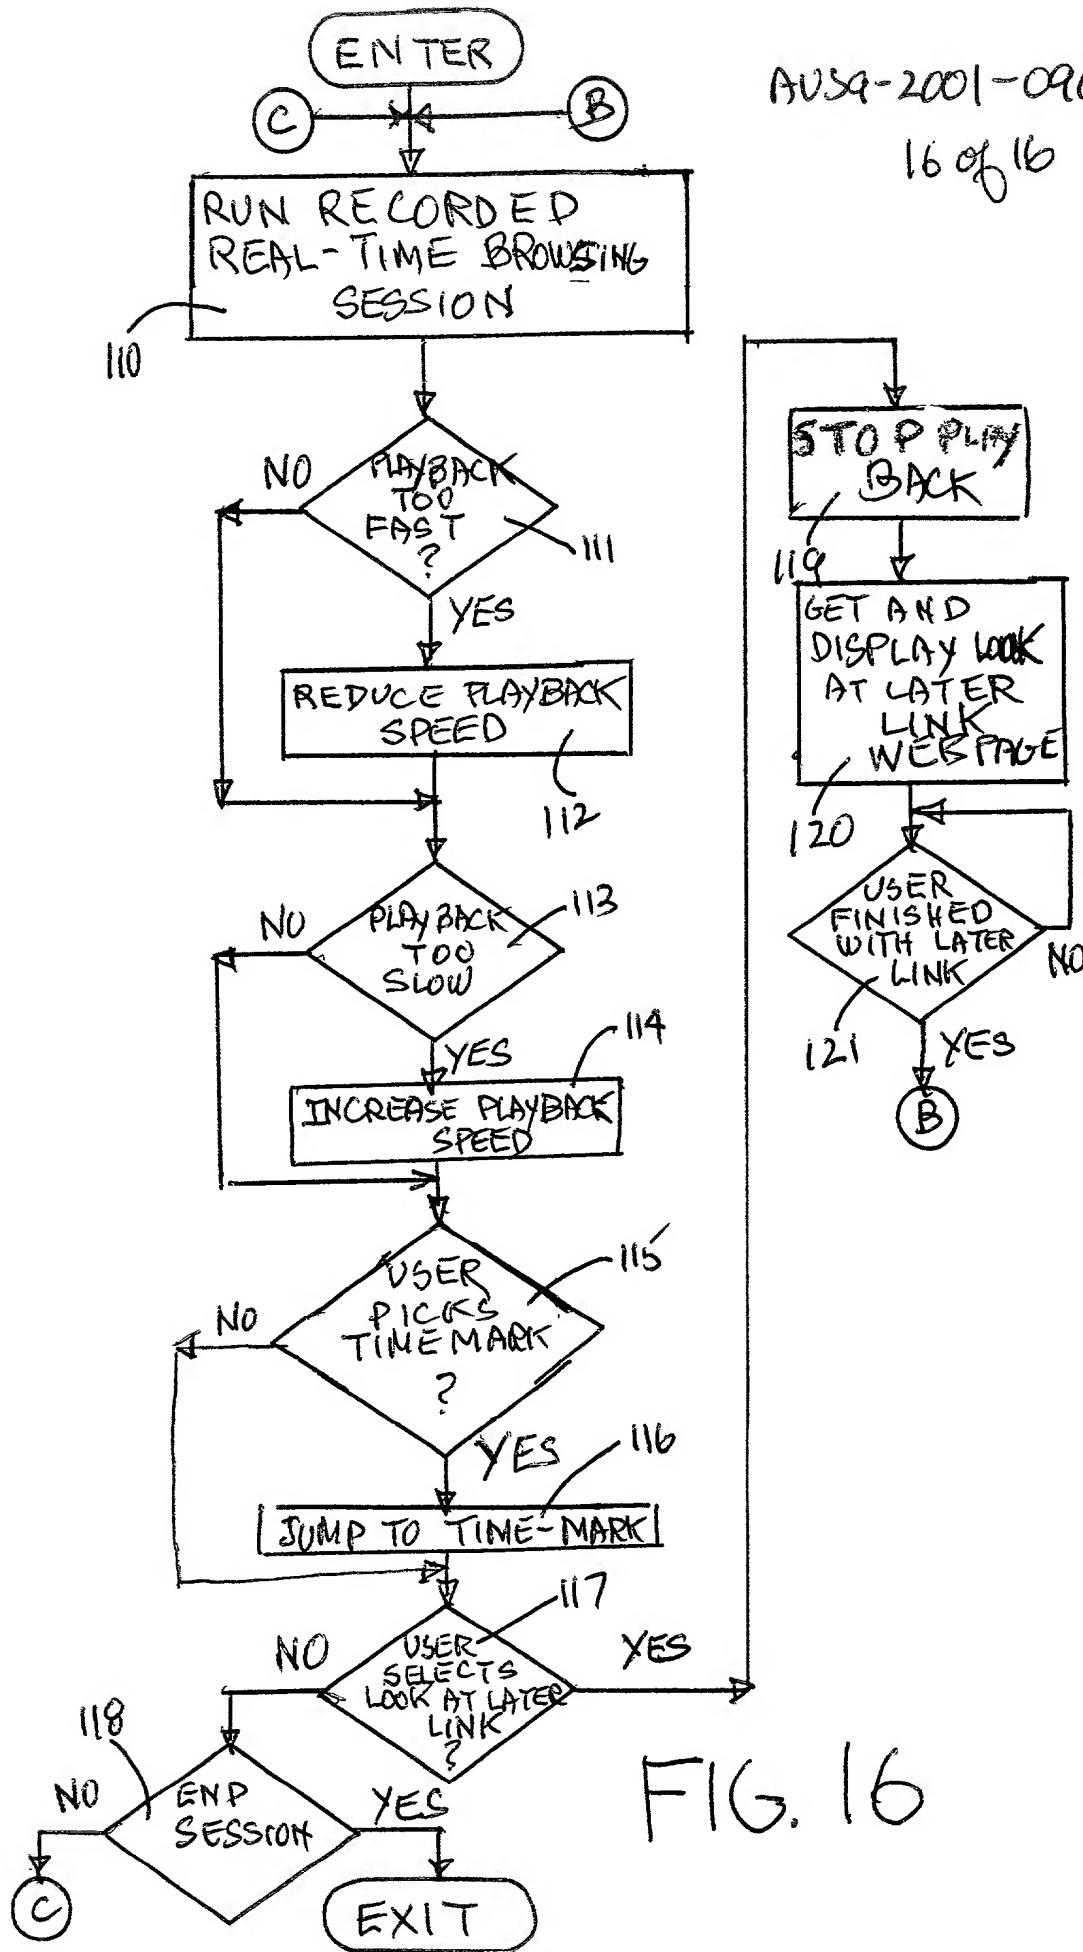 ENTER
C
B
AUS9-2001-09
16 of 16
RUN RECORDED
REAL-TIME BROWSING
SESSION
110
PLAYBACK
TOO
FAST
?
111
NO
YES
REDUCE PLAYBACK
SPEED
112
PLAYBACK
TOO
SLOW
113
NO
YES
114
INCREASE PLAYBACK
SPEED
115
USER
PICKS
TIME MARK
?
NO
YES
116
JUMP TO TIME-MARK
117
USER
SELECTS
LOOK AT LATER
LINK
?
NO
YES
118
END
SESSION
NO
YES
C
EXIT
STOP PLAY
BACK
119
GET AND
DISPLAY LOOK
AT LATER
LINK
WEB PAGE
120
USER
FINISHED
WITH LATER
LINK
NO
121
YES
B
FIG. 16